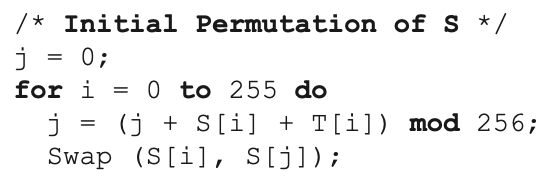 /* Initial Permutation of S */
j = 0;
for i = 0 to 255 do
j = (j + S[i] + T[i]) mod 256;
Swap (S[i], S[j]);